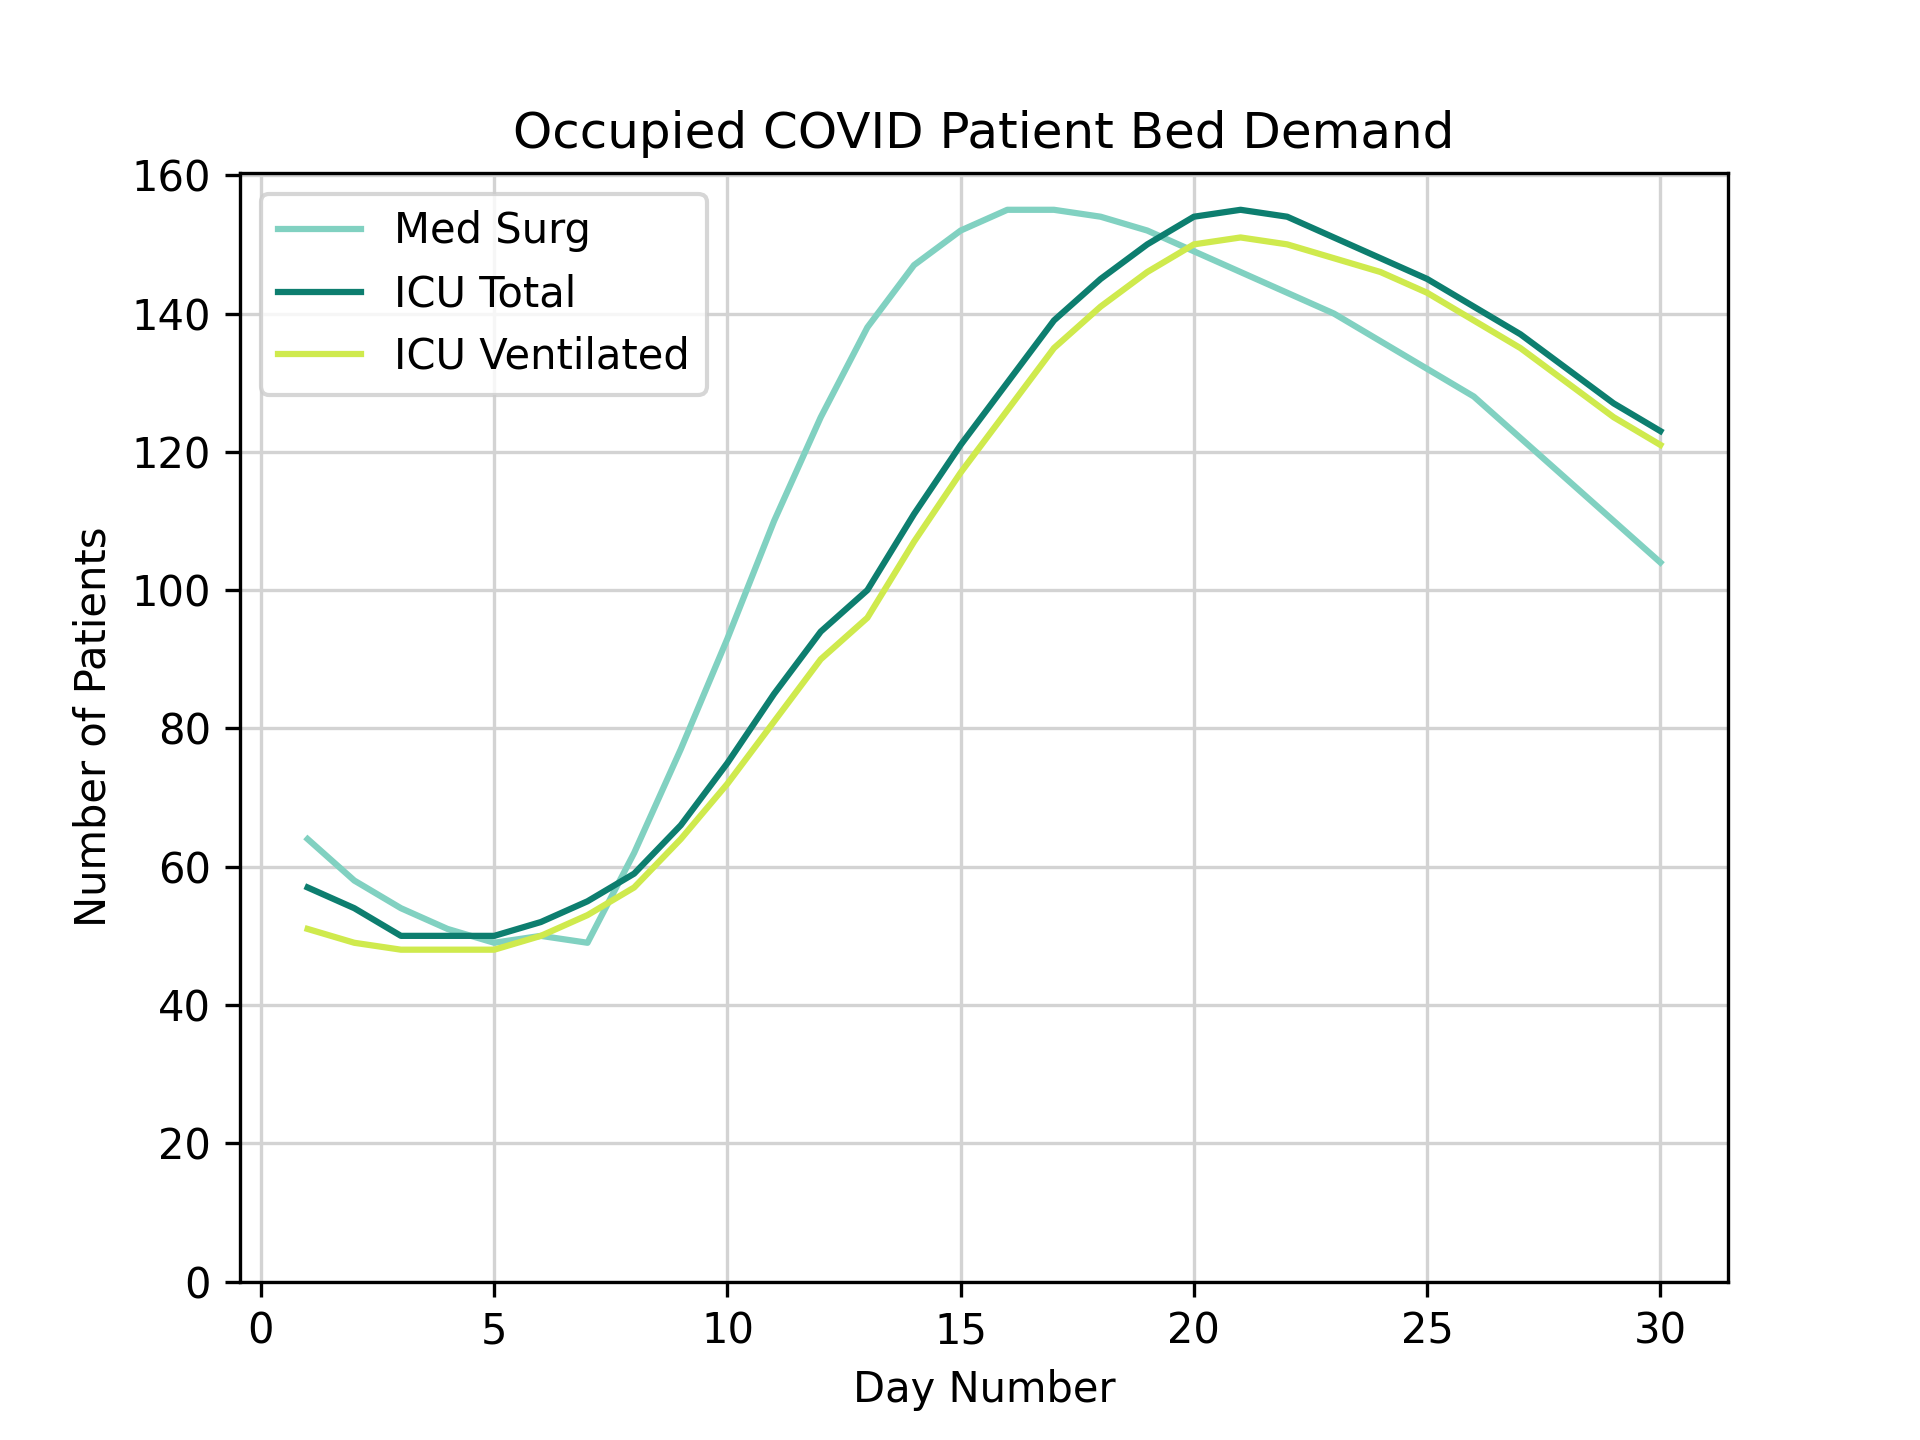 Occupied COVID Patient Bed Demand
160
140
120
100
80
60
40
20
0
Number of Patients
Med Surg
ICU Total
ICU Ventilated
0 5 10 15 20 25 30
Day Number